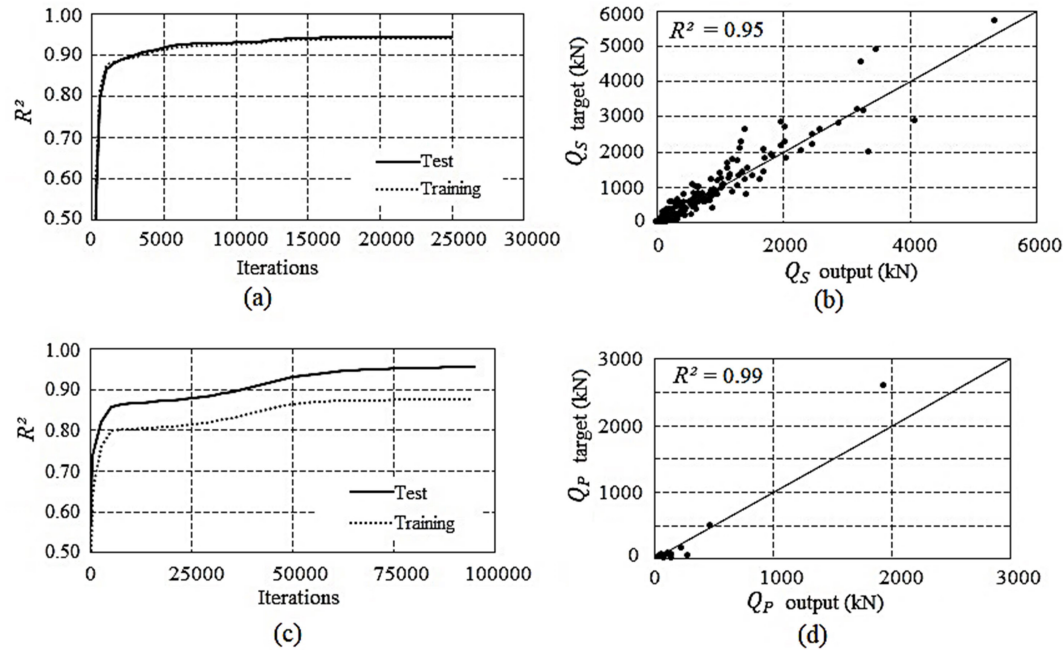 1.00
0.90
0.80
0.70
0.60
0.50
R²
Test
Training
0
5000
10000
15000
20000
25000
30000
Iterations
(a)
6000
5000
4000
3000
2000
1000
0
Q_S target (kN)
R² = 0.95
0
2000
4000
6000
Q_S output (kN)
(b)
1.00
0.90
0.80
0.70
0.60
0.50
R²
Test
Training
0
25000
50000
75000
100000
Iterations
(c)
3000
2000
1000
0
Q_P target (kN)
R² = 0.99
0
1000
2000
3000
Q_P output (kN)
(d)